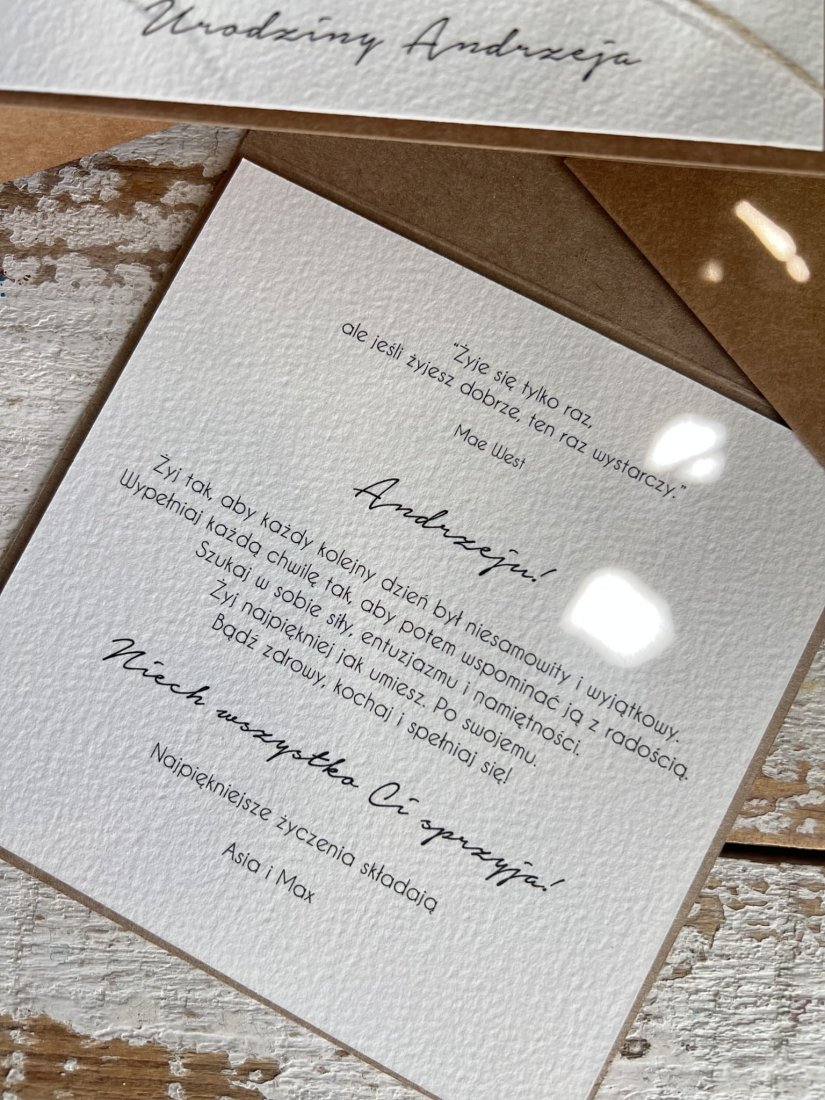 Urodziny Andrzeja
"Żyje się tylko raz,
ale jeśli żyjesz dobrze, ten raz wystarczy."
Mae West
Andrzeju!
Żyj tak, aby każdy kolejny dzień był niesamowity i wyjątkowy.
Wypełniaj każdą chwilę tak, aby potem wspominać ją z radością.
Szukaj w sobie siły, entuzjazmu i namiętności.
Żyj najpiękniej jak umiesz. Po swojemu.
Bądź zdrowy, kochaj i spełniaj się!
Niech wszystko Ci sprzyja!
Najpiękniejsze życzenia składają
Asia i Max